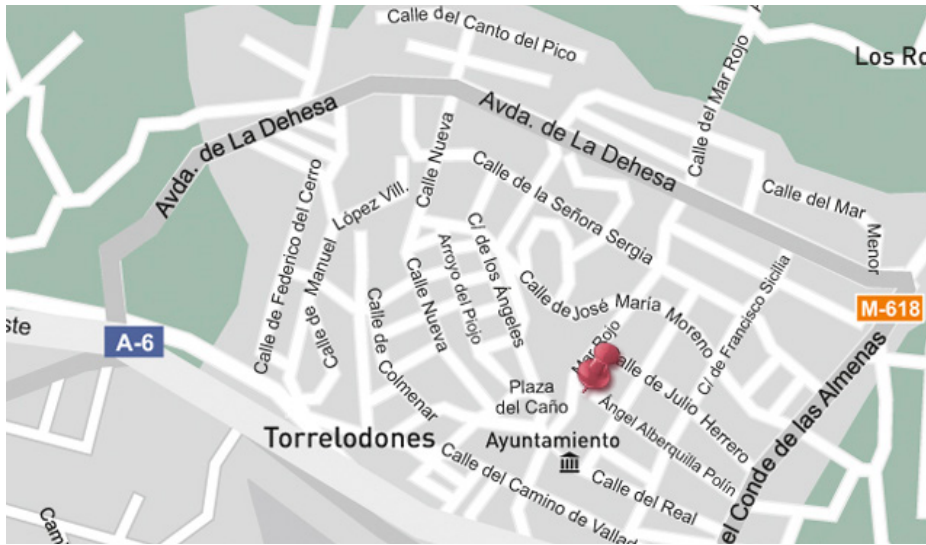 Calle del Canto del Pico
Calle del Mar Rojo
Los Ro
Avda. de La Dehesa
Avda. de La Dehesa
Calle Nueva
Calle de la Señora Sergia
Calle del Mar
Menor
Calle de Federico del Cerro
Calle de Manuel López Vill.
C/ de los Ángeles
Arroyo del Piojo
Calle Nueva
Calle de José María Moreno
C/ de Francisco Sicilia
M-618
ste
A-6
Calle de Colmenar
Mar Rojo
Calle de Julio Herrero
Plaza
del Caño
Angel Alberquilla Polín
el Conde de las Almenas
Torrelodones
Ayuntamiento
Calle del Real
Calle del Camino de Vallad
Cam